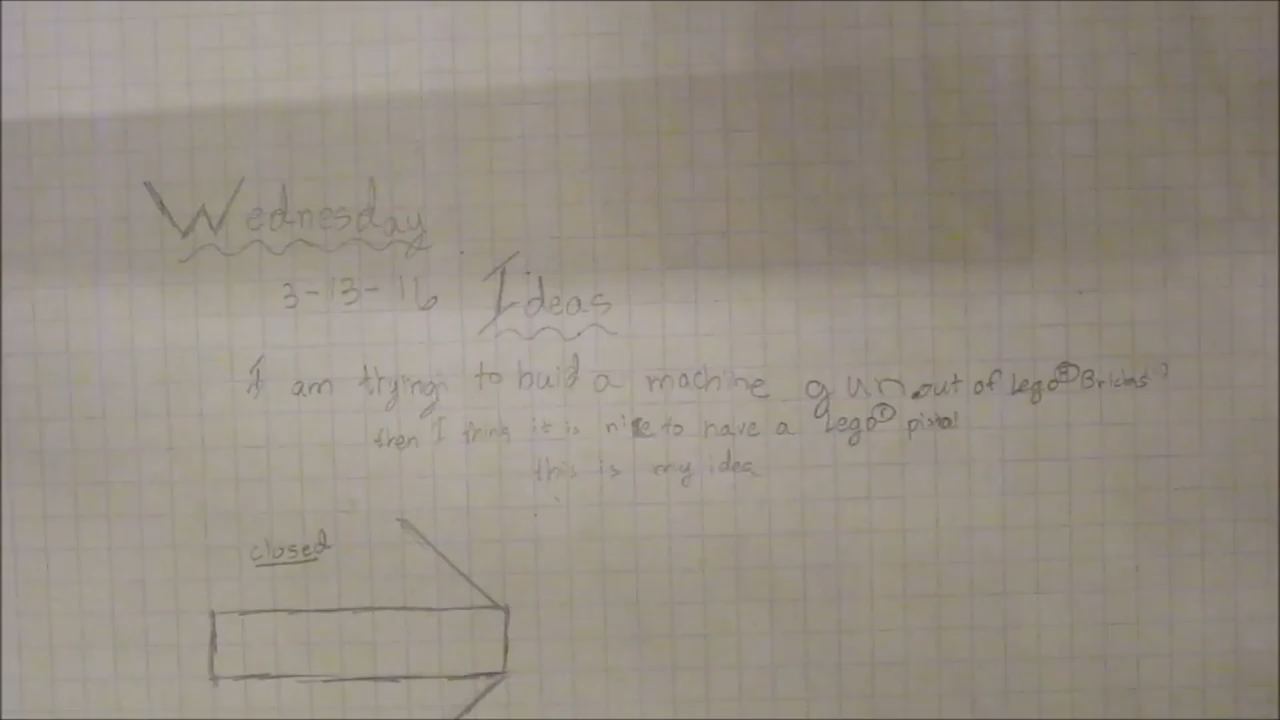 Wednesday
3-13-16 Ideas
I am trying to buid a machine gun out of Lego® Bricks?
then I think it is nice to have a Lego® pistol
this is my idea
closed